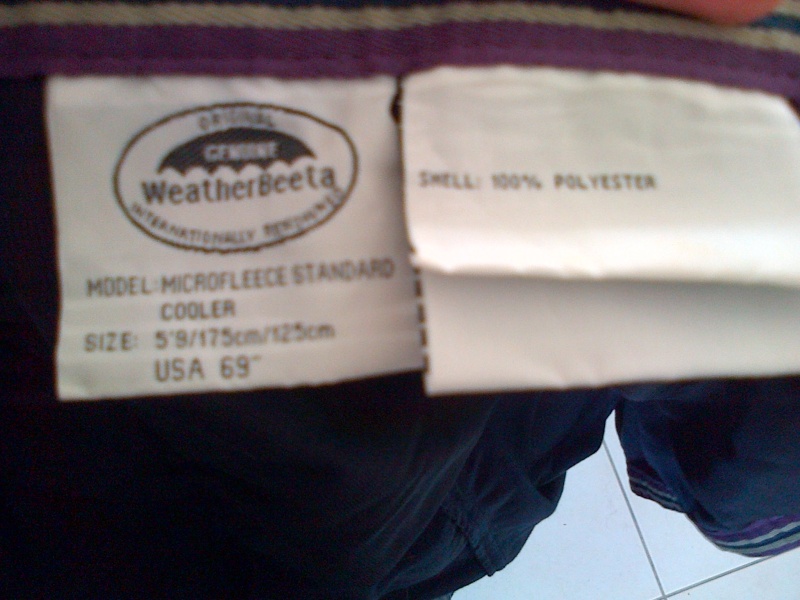 ORIGINAL
GENUINE
WeatherBeeta
INTERNATIONALLY RENOWNED
MODEL: MICROFLEECE STANDARD
COOLER
SIZE: 5'9/175cm/125cm
USA 69"
SHELL: 100% POLYESTER